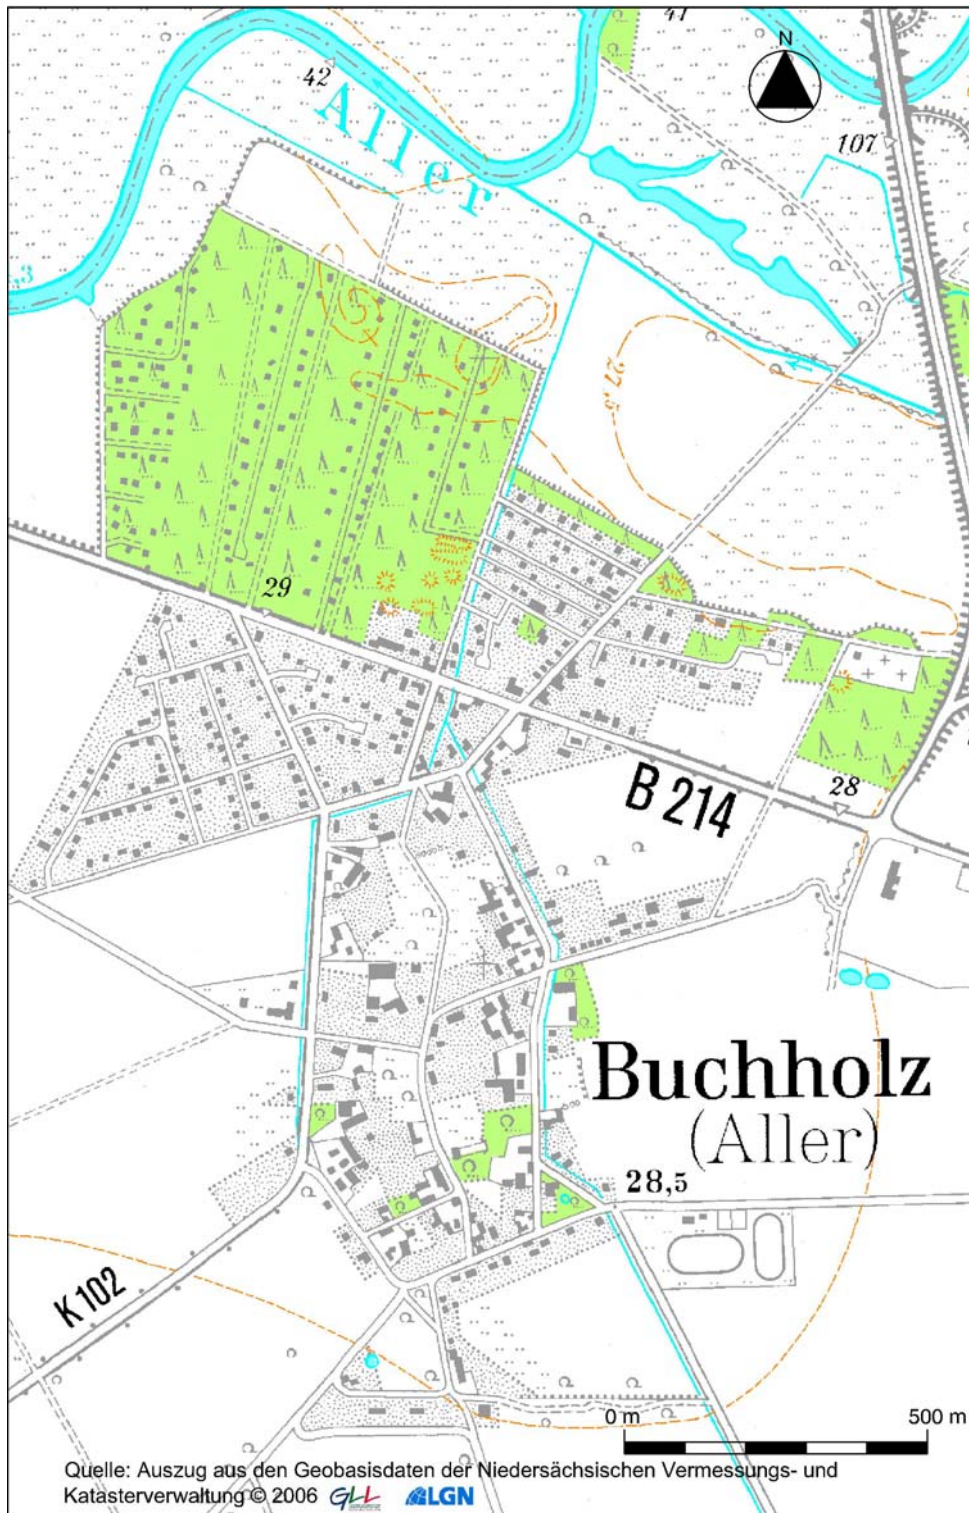 41
N
42
Aller
107
27,5
29
B 214
28
Buchholz
(Aller)
28,5
K 102
0 m 500 m
Quelle: Auszug aus den Geobasisdaten der Niedersächsischen Vermessungs- und
Katasterverwaltung © 2006 GLL LGN